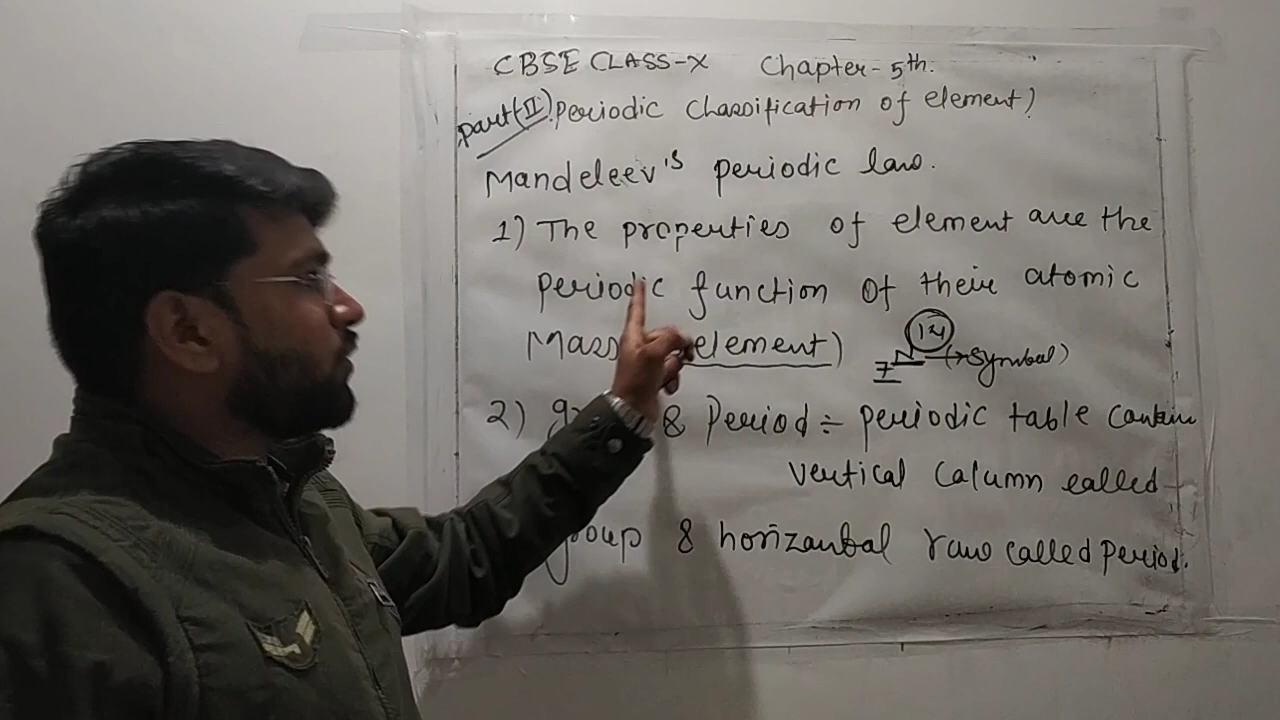 CBSE CLASS-X Chapter-5th.
Part(II) Periodic Classification of element)
Mandeleev's periodic law.
1) The properties of element are the
periodic function of their atomic
Mass element)
14
7 N (→symbol)
2) & Period ÷ periodic table contain
vertical Calumn called
group & horizantal raw called period.